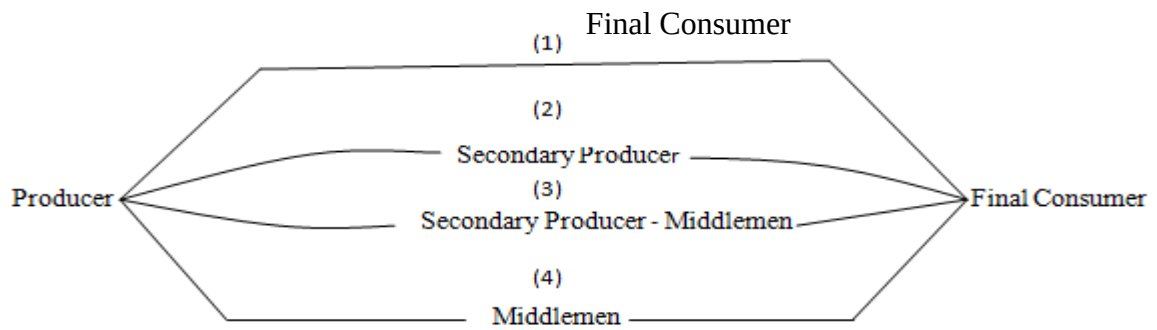 Final Consumer
(1)
(2)
Secondary Producer
(3)
Producer
Final Consumer
Secondary Producer - Middlemen
(4)
Middlemen